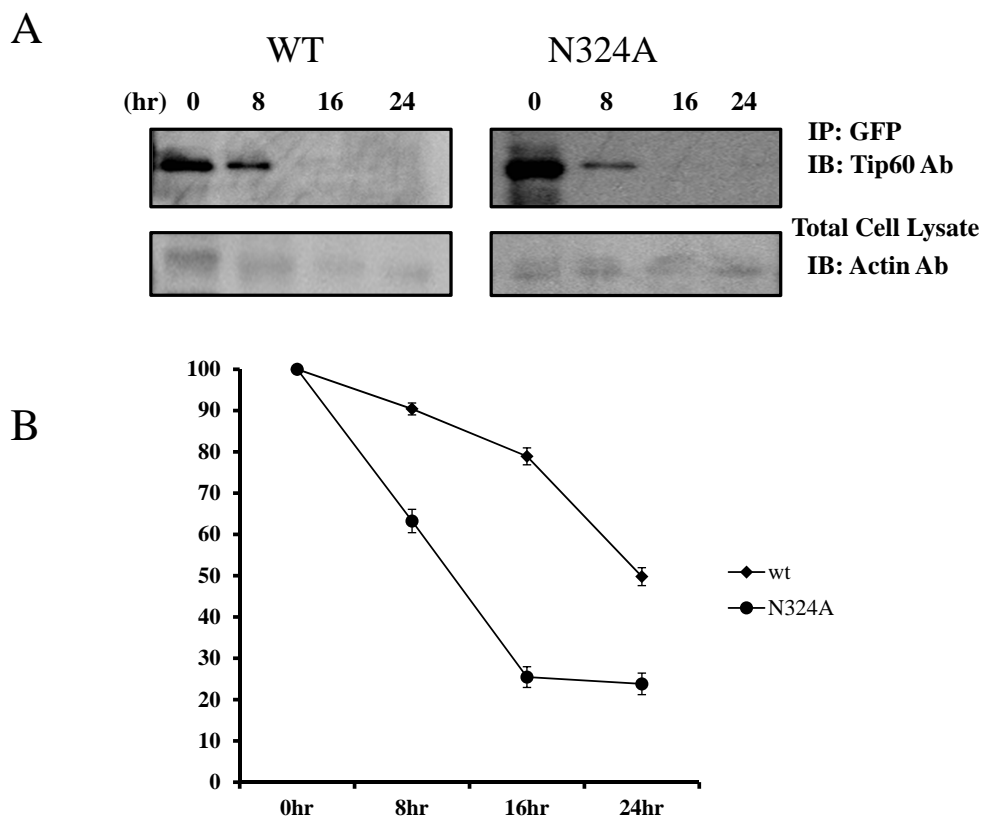 A
WT
N324A
(hr) 0 8 16 24
0 8 16 24
IP: GFP
IB: Tip60 Ab
Total Cell Lysate
IB: Actin Ab
B
100
90
80
70
60
50
40
30
20
10
0
0hr 8hr 16hr 24hr
wt
N324A